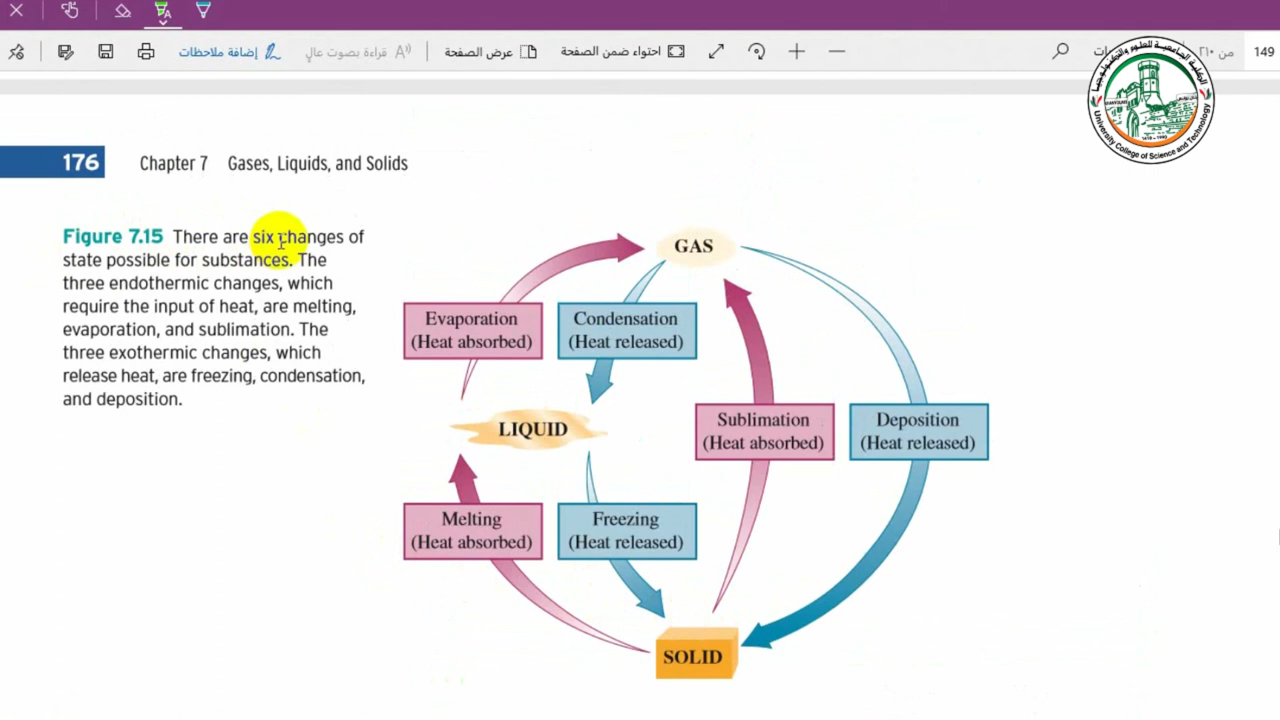 إضافة ملاحظات
قراءة بصوت عالٍ
عرض الصفحة
احتواء ضمن الصفحة
من ٢١٠
149
University College of Science and Technology
176 Chapter 7 Gases, Liquids, and Solids
Figure 7.15 There are six changes of
state possible for substances. The
three endothermic changes, which
require the input of heat, are melting,
evaporation, and sublimation. The
three exothermic changes, which
release heat, are freezing, condensation,
and deposition.
GAS
Evaporation
(Heat absorbed)
Condensation
(Heat released)
LIQUID
Sublimation
(Heat absorbed)
Deposition
(Heat released)
Melting
(Heat absorbed)
Freezing
(Heat released)
SOLID